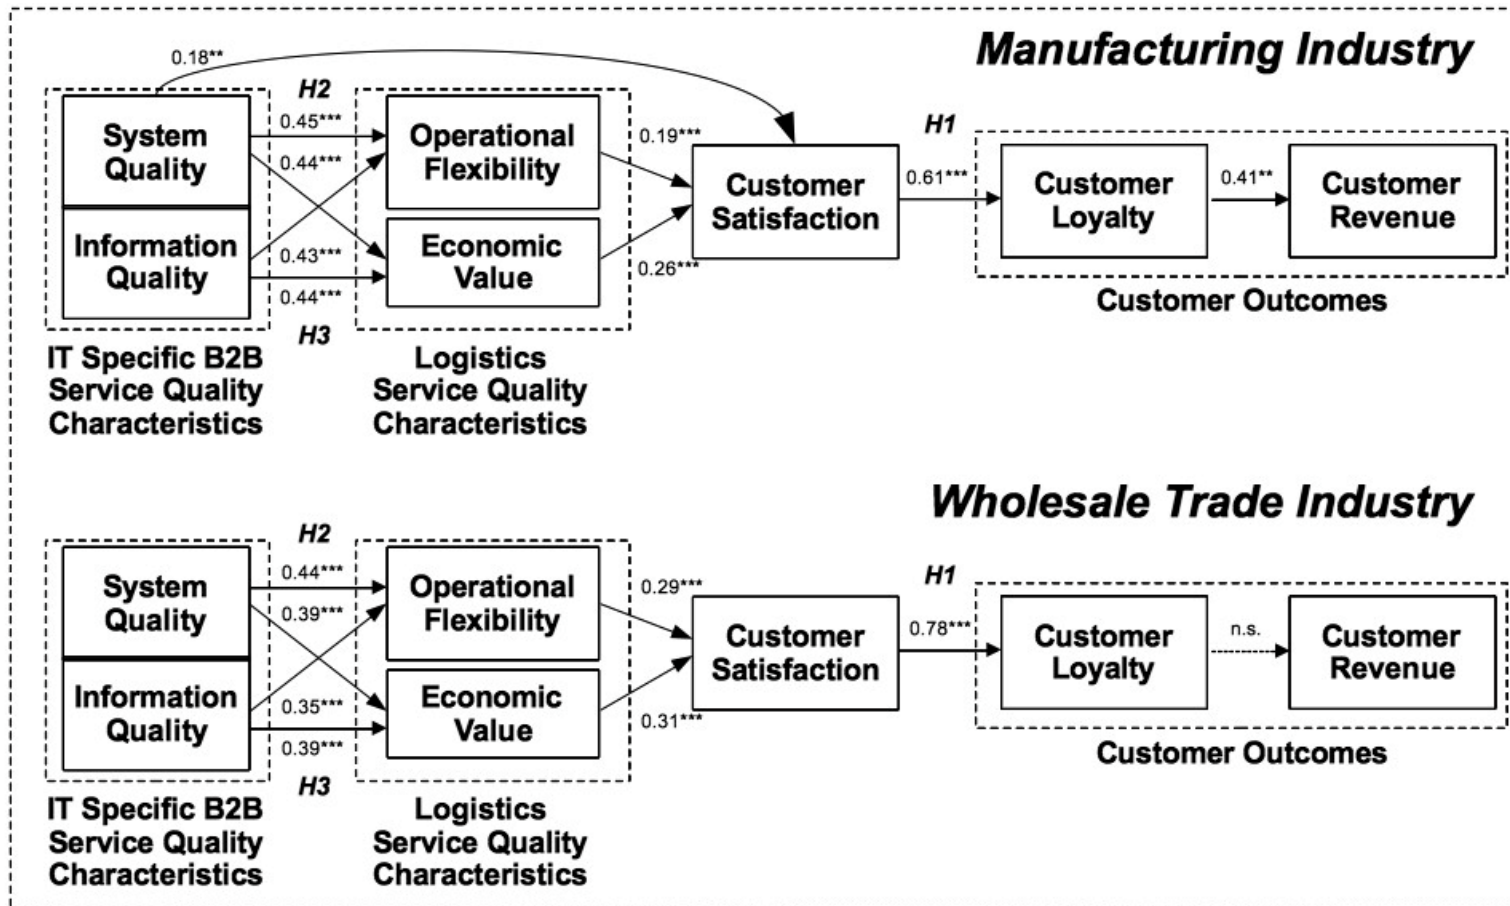 Manufacturing Industry
0.18**
H2
System
Quality
0.45***
0.44***
Information
Quality
0.43***
0.44***
H3
IT Specific B2B
Service Quality
Characteristics
Operational
Flexibility
Economic
Value
Logistics
Service Quality
Characteristics
0.19***
0.26***
Customer
Satisfaction
H1
0.61***
Customer
Loyalty
0.41**
Customer
Revenue
Customer Outcomes
Wholesale Trade Industry
H2
System
Quality
0.44***
0.39***
Information
Quality
0.35***
0.39***
H3
IT Specific B2B
Service Quality
Characteristics
Operational
Flexibility
Economic
Value
Logistics
Service Quality
Characteristics
0.29***
0.31***
Customer
Satisfaction
H1
0.78***
Customer
Loyalty
n.s.
Customer
Revenue
Customer Outcomes